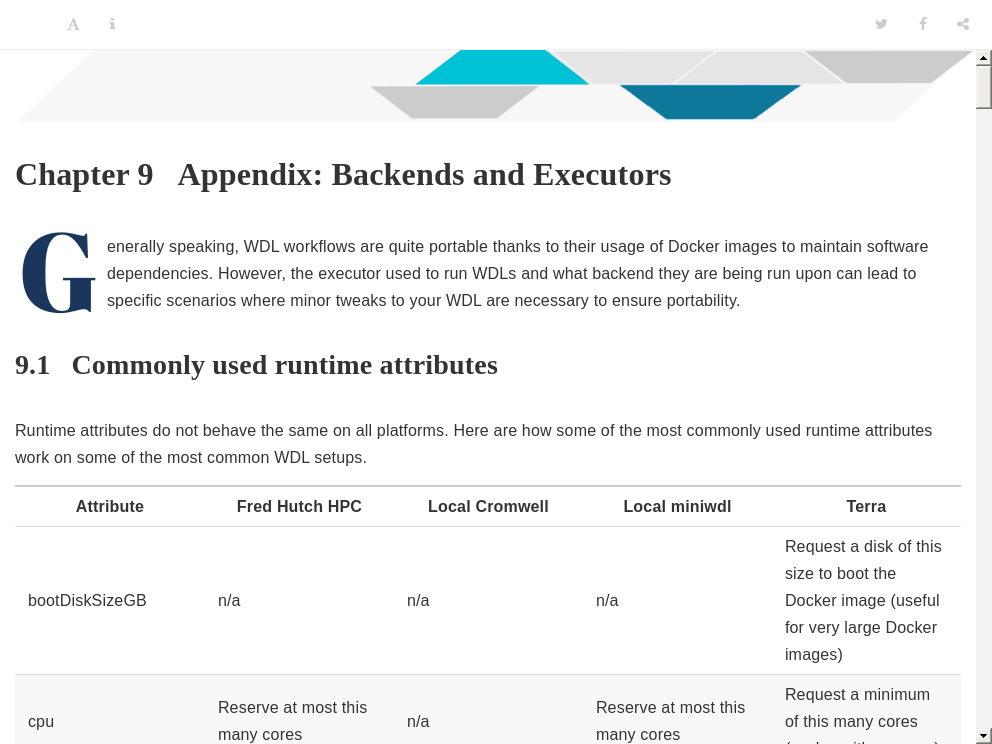 Chapter 9 Appendix: Backends and Executors
Generally speaking, WDL workflows are quite portable thanks to their usage of Docker images to maintain software
dependencies. However, the executor used to run WDLs and what backend they are being run upon can lead to
specific scenarios where minor tweaks to your WDL are necessary to ensure portability.
9.1 Commonly used runtime attributes
Runtime attributes do not behave the same on all platforms. Here are how some of the most commonly used runtime attributes
work on some of the most common WDL setups.
Attribute Fred Hutch HPC Local Cromwell Local miniwdl Terra
bootDiskSizeGB n/a n/a n/a Request a disk of this
size to boot the
Docker image (useful
for very large Docker
images)
cpu Reserve at most this
many cores
n/a
Reserve at most this
many cores
Request a minimum
of this many cores